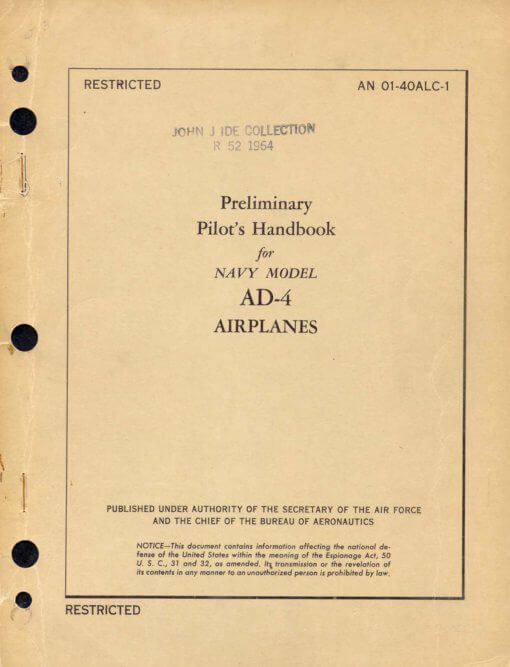 RESTRICTED
AN 01-40ALC-1
JOHN J IDE COLLECTION
R 52 1964
Preliminary
Pilot's Handbook
for
NAVY MODEL
AD-4
AIRPLANES
PUBLISHED UNDER AUTHORITY OF THE SECRETARY OF THE AIR FORCE
AND THE CHIEF OF THE BUREAU OF AERONAUTICS
NOTICE—This document contains information affecting the national de-
fense of the United States within the meaning of the Espionage Act, 50
U. S. C., 31 and 32, as amended. Its transmission or the revelation of
its contents in any manner to an unauthorized person is prohibited by law.
RESTRICTED